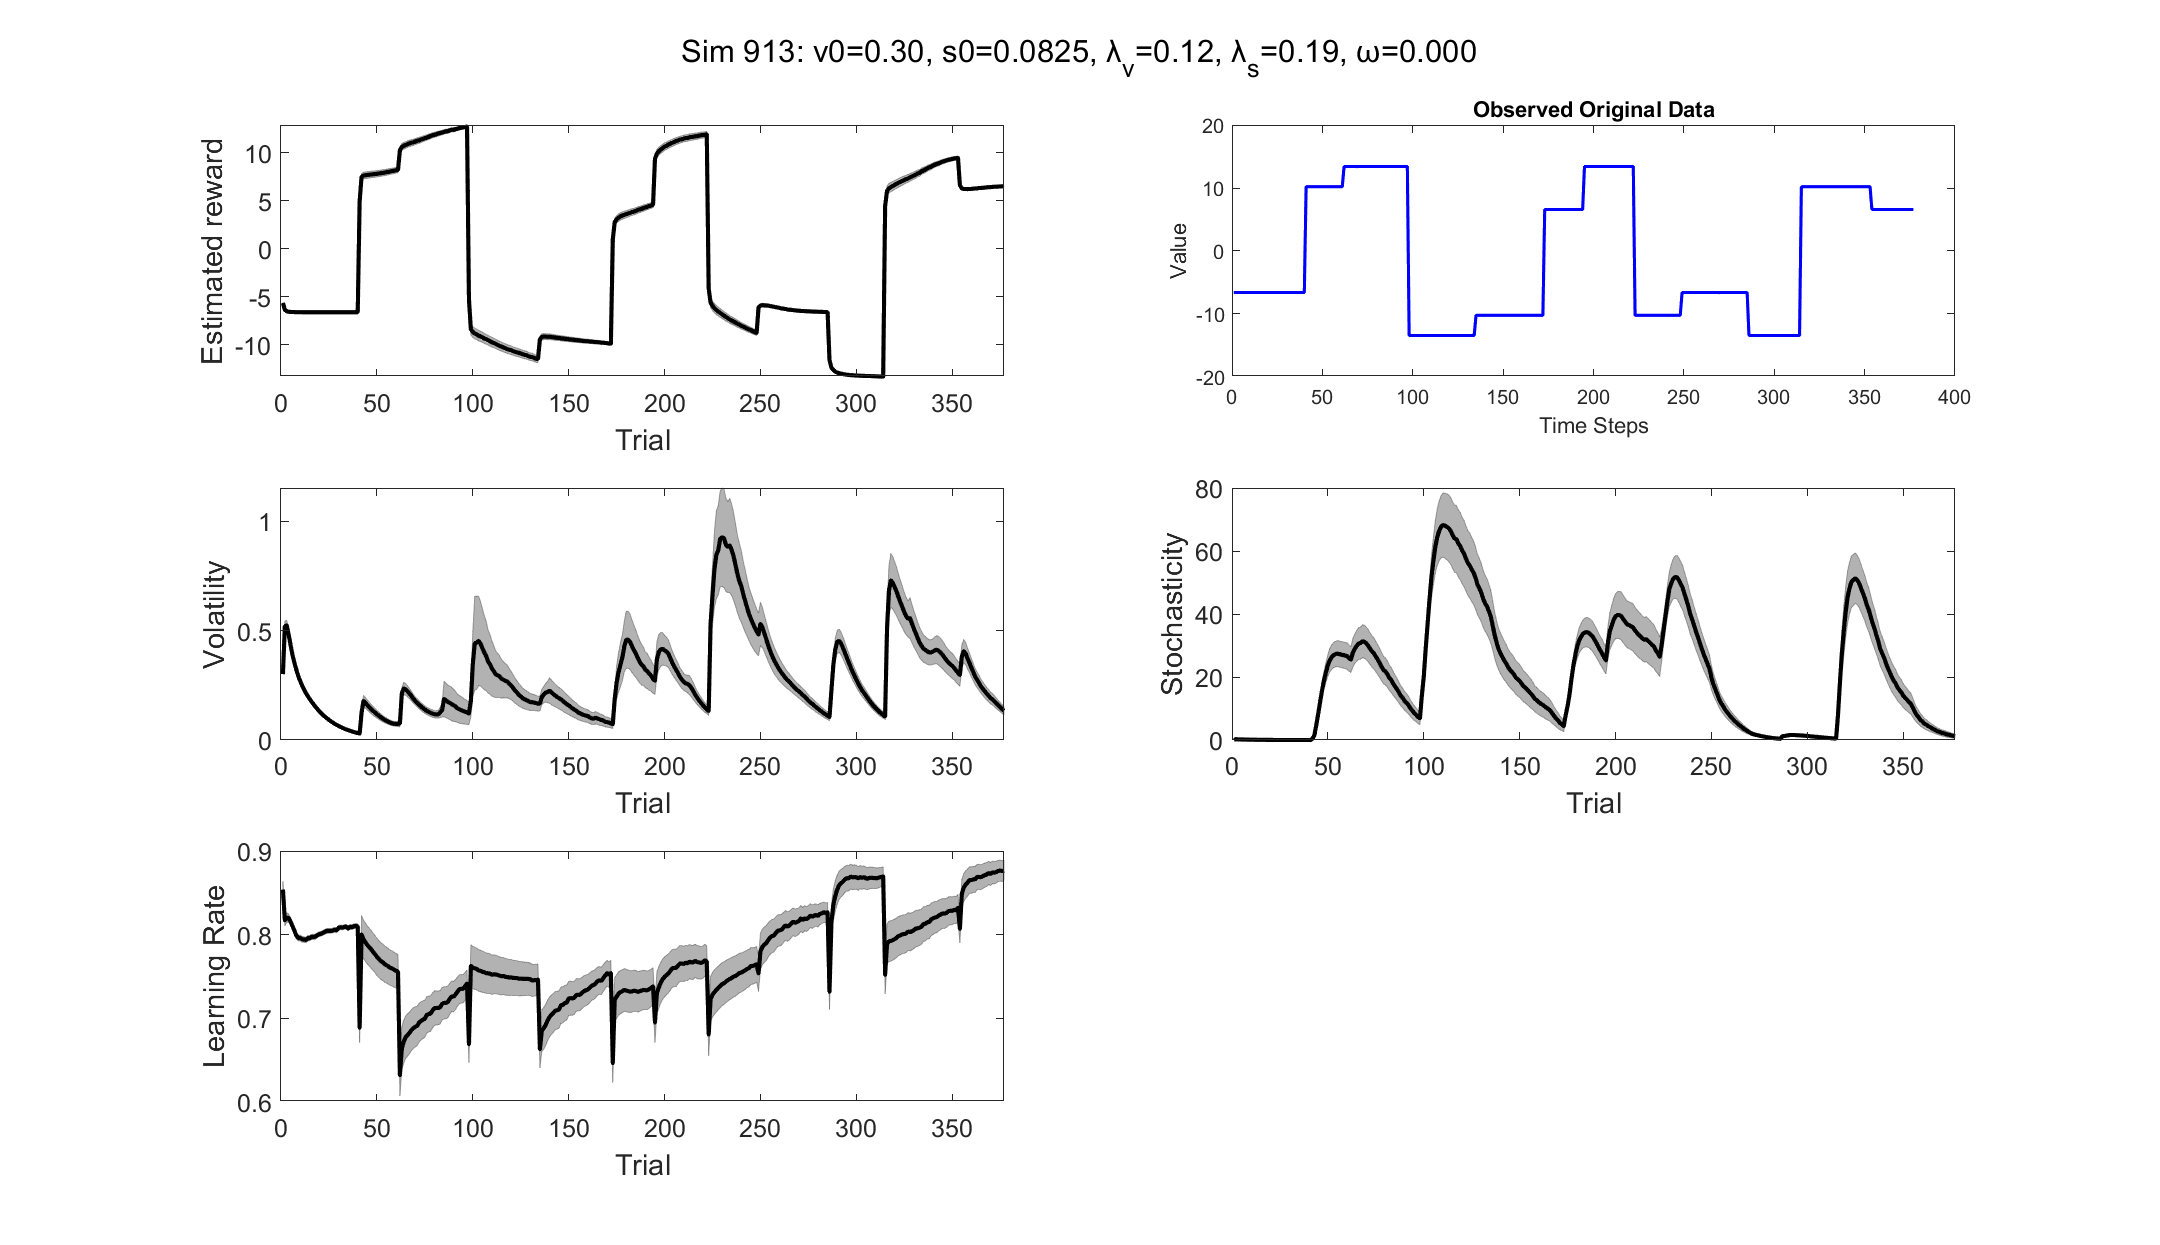 Sim 913: v0=0.30, s0=0.0825, λv=0.12, λs=0.19, ω=0.000
Estimated reward
10
5
0
-5
-10
0 50 100 150 200 250 300 350
Trial
Observed Original Data
Value
20
10
0
-10
-20
0 50 100 150 200 250 300 350 400
Time Steps
Volatility
1
0.5
0
0 50 100 150 200 250 300 350
Trial
Stochasticity
80
60
40
20
0
0 50 100 150 200 250 300 350
Trial
Learning Rate
0.9
0.8
0.7
0.6
0 50 100 150 200 250 300 350
Trial